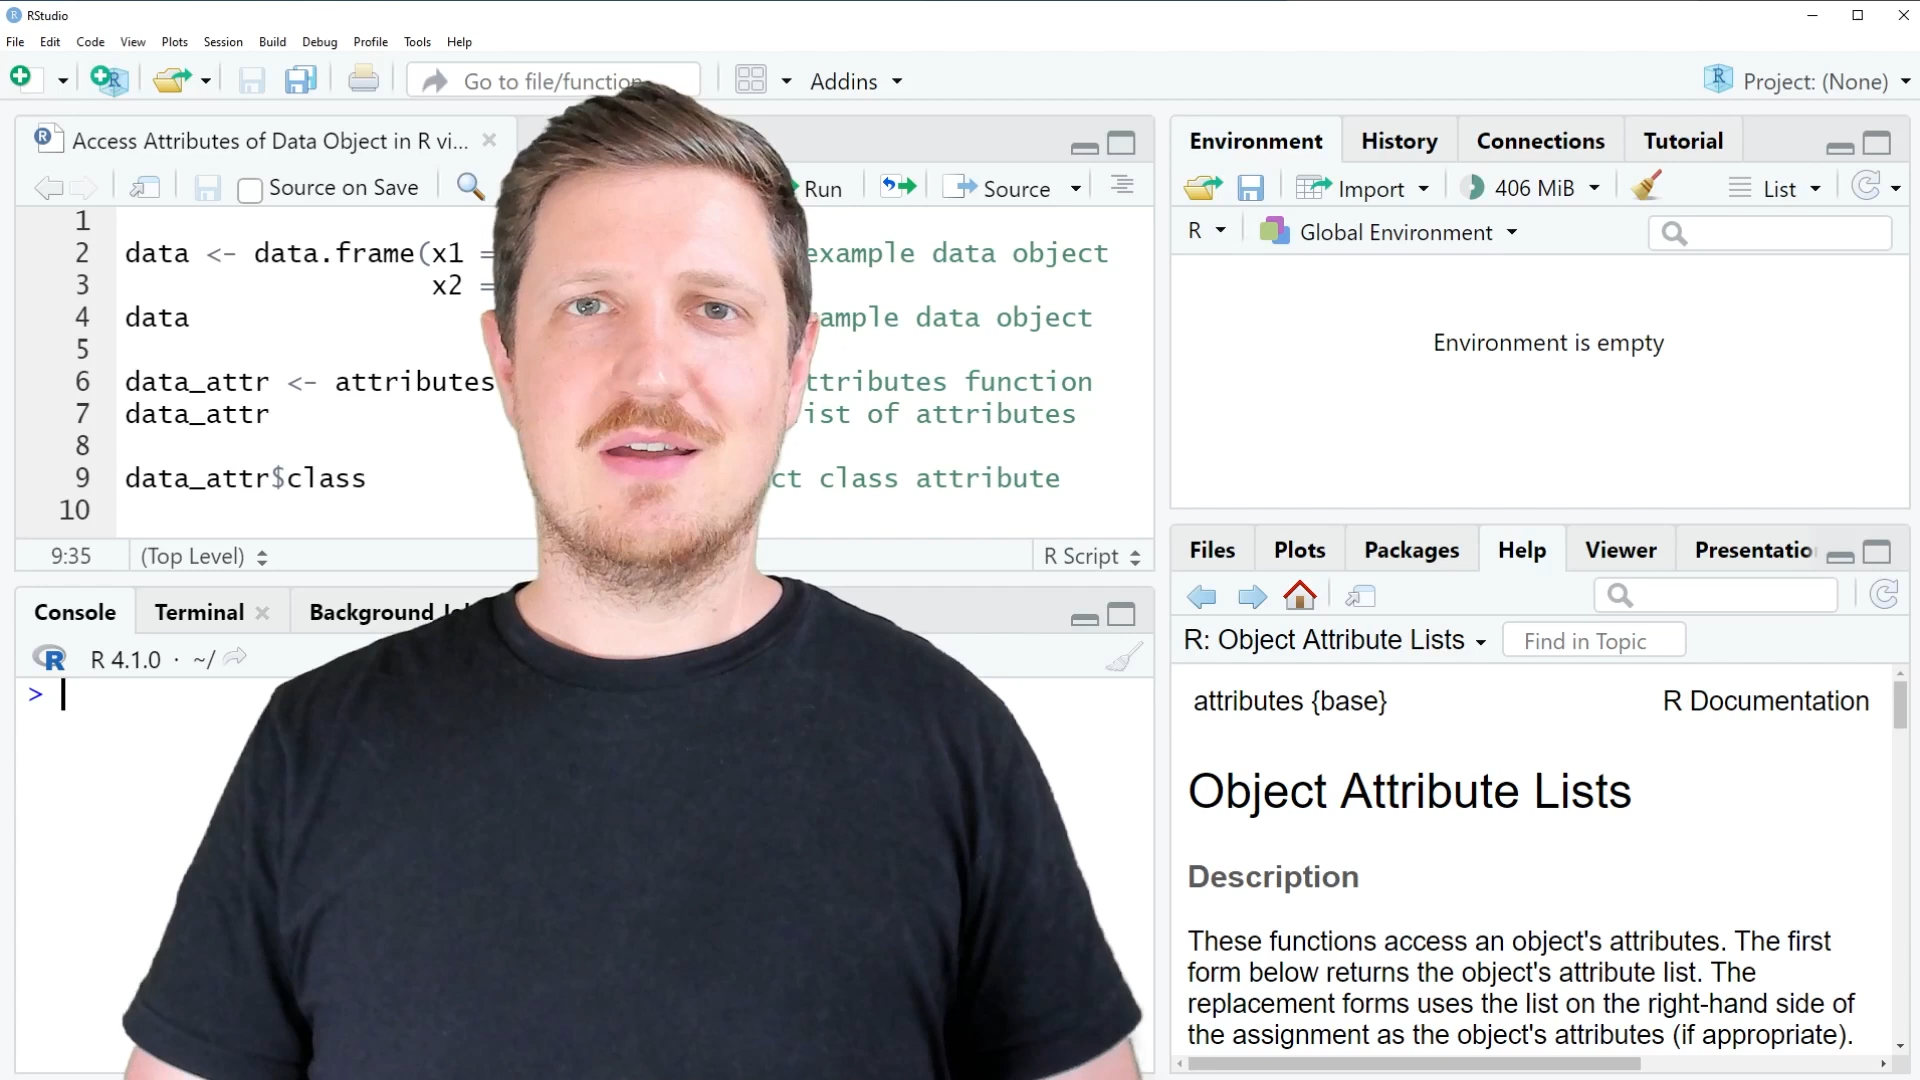 RStudio
File Edit Code View Plots Session Build Debug Profile Tools Help
Go to file/function
Addins
Project: (None)
Access Attributes of Data Object in R vi...
Source on Save
Run
Source
1
2 data <- data.frame(x1 = example data object
3 x2 =
4 data ample data object
5
6 data_attr <- attributes ttributes function
7 data_attr ist of attributes
8
9 data_attr$class ct class attribute
10
9:35 (Top Level) R Script
Console Terminal Background
R 4.1.0 · ~/
>
Environment History Connections Tutorial
Import 406 MiB List
R Global Environment
Environment is empty
Files Plots Packages Help Viewer Presentatio
R: Object Attribute Lists Find in Topic
attributes {base} R Documentation
Object Attribute Lists
Description
These functions access an object's attributes. The first
form below returns the object's attribute list. The
replacement forms uses the list on the right-hand side of
the assignment as the object's attributes (if appropriate).